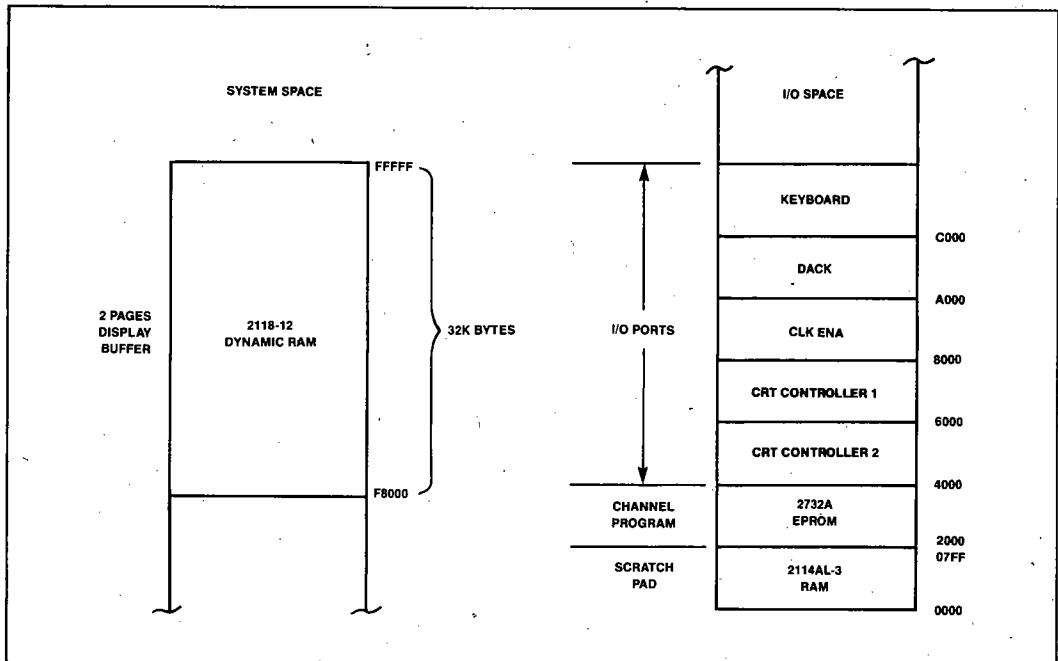 SYSTEM SPACE
FFFFF
2 PAGES
DISPLAY
BUFFER
2118-12
DYNAMIC RAM
32K BYTES
F8000
I/O SPACE
I/O PORTS
KEYBOARD
C000
DACK
A000
CLK ENA
8000
CRT CONTROLLER 1
6000
CRT CONTROLLER 2
4000
CHANNEL
PROGRAM
2732A
EPROM
2000
07FF
SCRATCH
PAD
2114AL-3
RAM
0000